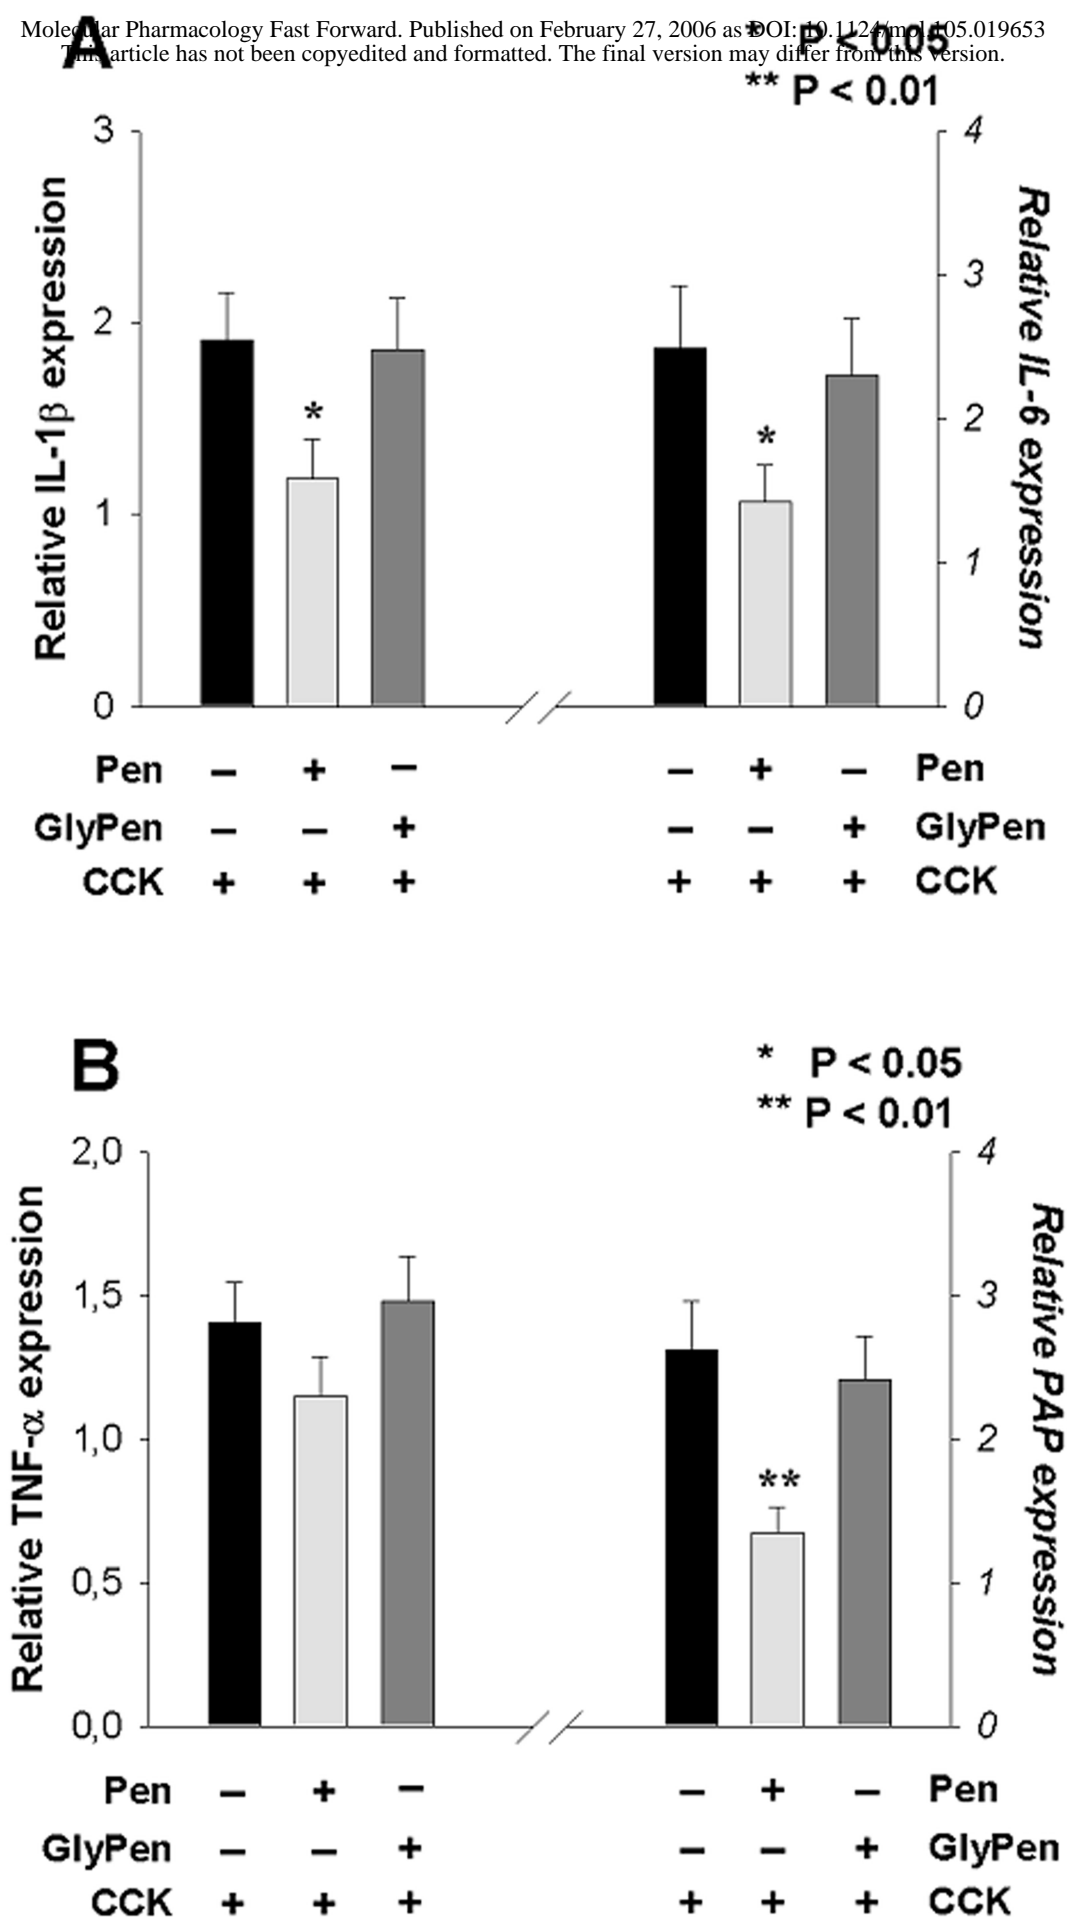 Molecular Pharmacology Fast Forward. Published on February 27, 2006 as DOI: 10.1124/mol.105.019653
This article has not been copyedited and formatted. The final version may differ from this version.
A
* P < 0.05
** P < 0.01
3
2
1
0
Relative IL-1β expression
4
3
2
1
0
Relative IL-6 expression
*
*
Pen – + – – + – Pen
GlyPen – – + – – + GlyPen
CCK + + + + + + CCK
B
* P < 0.05
** P < 0.01
2,0
1,5
1,0
0,5
0,0
Relative TNF-α expression
4
3
2
1
0
Relative PAP expression
**
Pen – + – – + – Pen
GlyPen – – + – – + GlyPen
CCK + + + + + + CCK